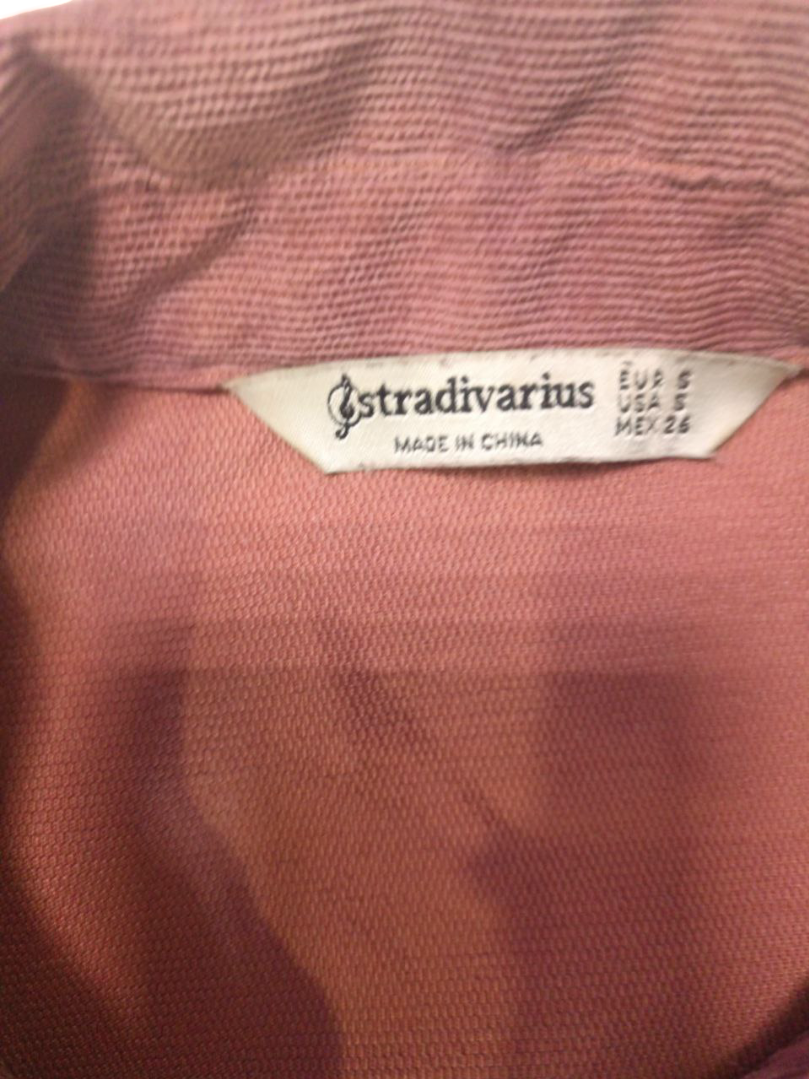 stradivarius
MADE IN CHINA
EUR S
USA S
MEX 26